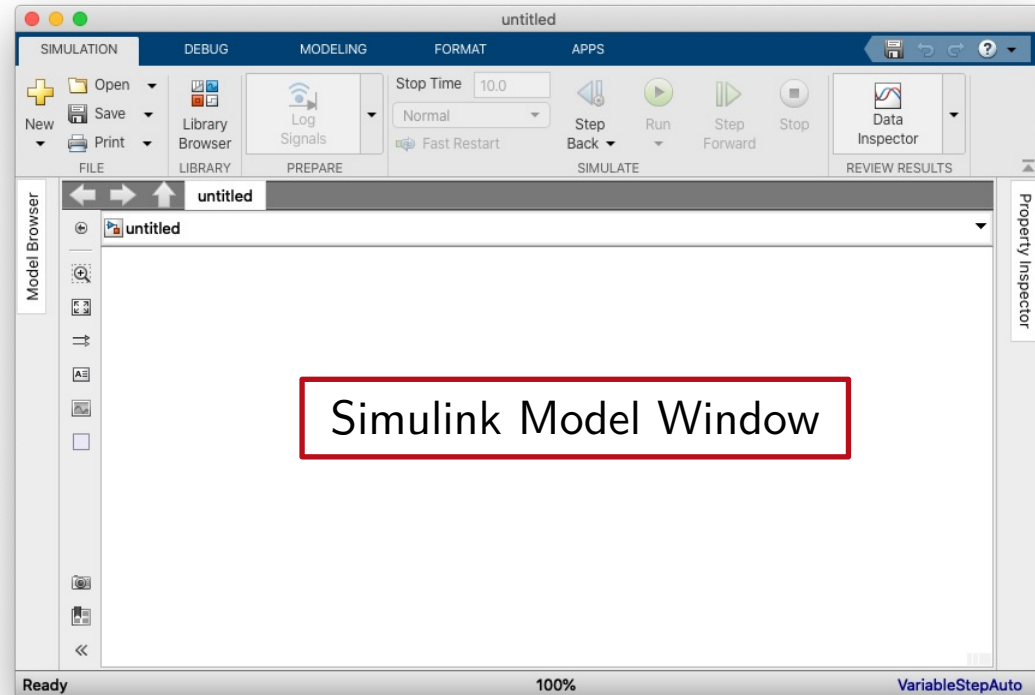 untitled
SIMULATION DEBUG MODELING FORMAT APPS
New
Open
Save
Print
FILE
Library
Browser
LIBRARY
Log
Signals
PREPARE
Stop Time 10.0
Normal
Fast Restart
Step
Back
Run
Step
Forward
Stop
SIMULATE
Data
Inspector
REVIEW RESULTS
Model Browser
untitled
untitled
Property Inspector
Simulink Model Window
Ready 100% VariableStepAuto